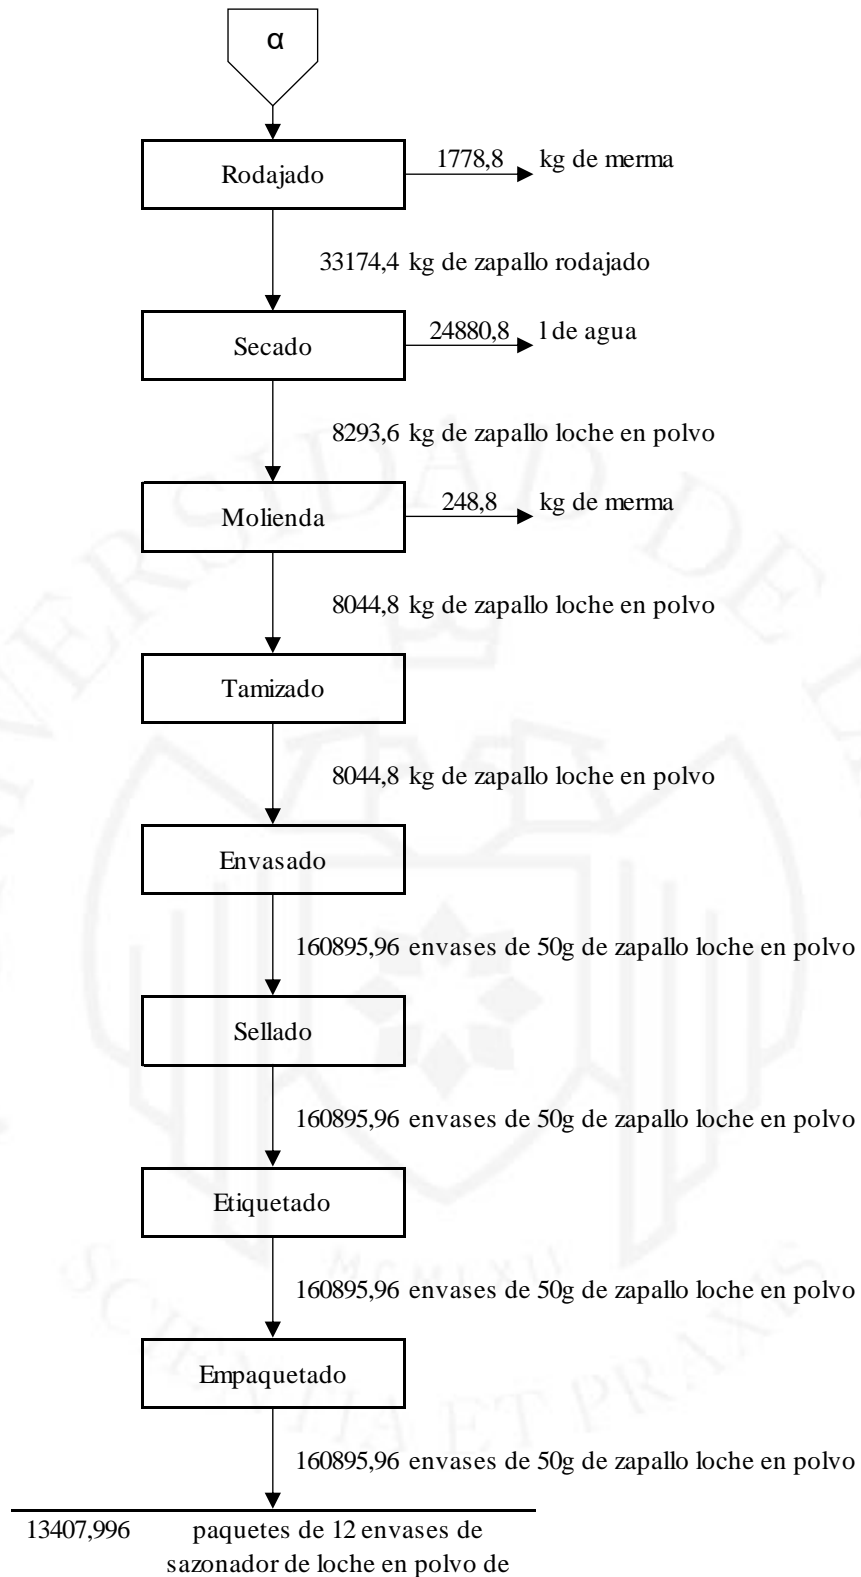 α
Rodajado
1778,8 kg de merma
33174,4 kg de zapallo rodajado
Secado
24880,8 l de agua
8293,6 kg de zapallo loche en polvo
Molienda
248,8 kg de merma
8044,8 kg de zapallo loche en polvo
Tamizado
8044,8 kg de zapallo loche en polvo
Envasado
160895,96 envases de 50g de zapallo loche en polvo
Sellado
160895,96 envases de 50g de zapallo loche en polvo
Etiquetado
160895,96 envases de 50g de zapallo loche en polvo
Empaquetado
160895,96 envases de 50g de zapallo loche en polvo
13407,996 paquetes de 12 envases de
sazonador de loche en polvo de
SCIENTIA ET PRAXIS
MCMLXII